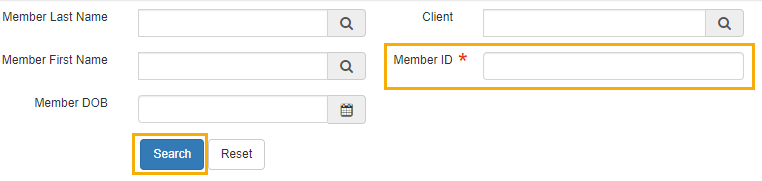 Member Last Name
Client
Member First Name
Member ID *
Member DOB
Search
Reset